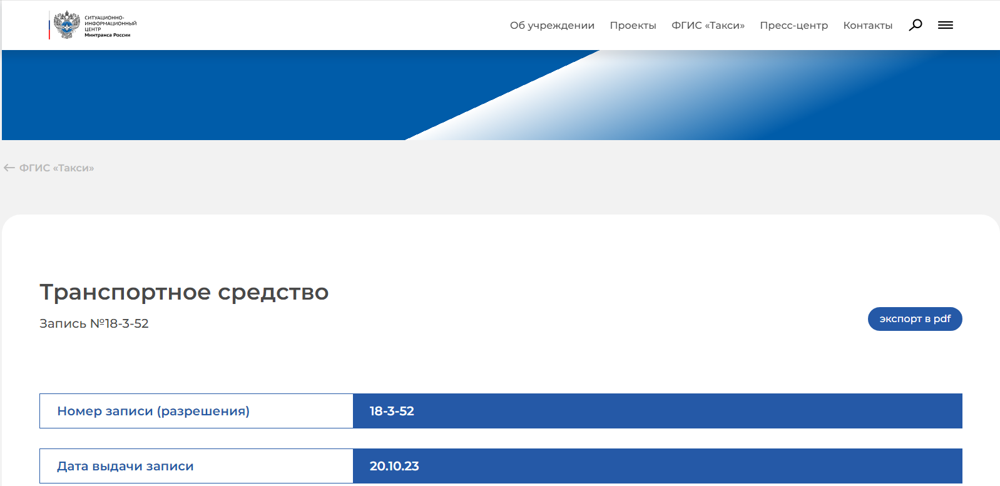 СИТУАЦИОННО-
ИНФОРМАЦИОННЫЙ
ЦЕНТР
Минтранса России
Об учреждении Проекты ФГИС «Такси» Пресс-центр Контакты
← ФГИС «Такси»
Транспортное средство
Запись №18-3-52
экспорт в pdf
Номер записи (разрешения) 18-3-52
Дата выдачи записи 20.10.23